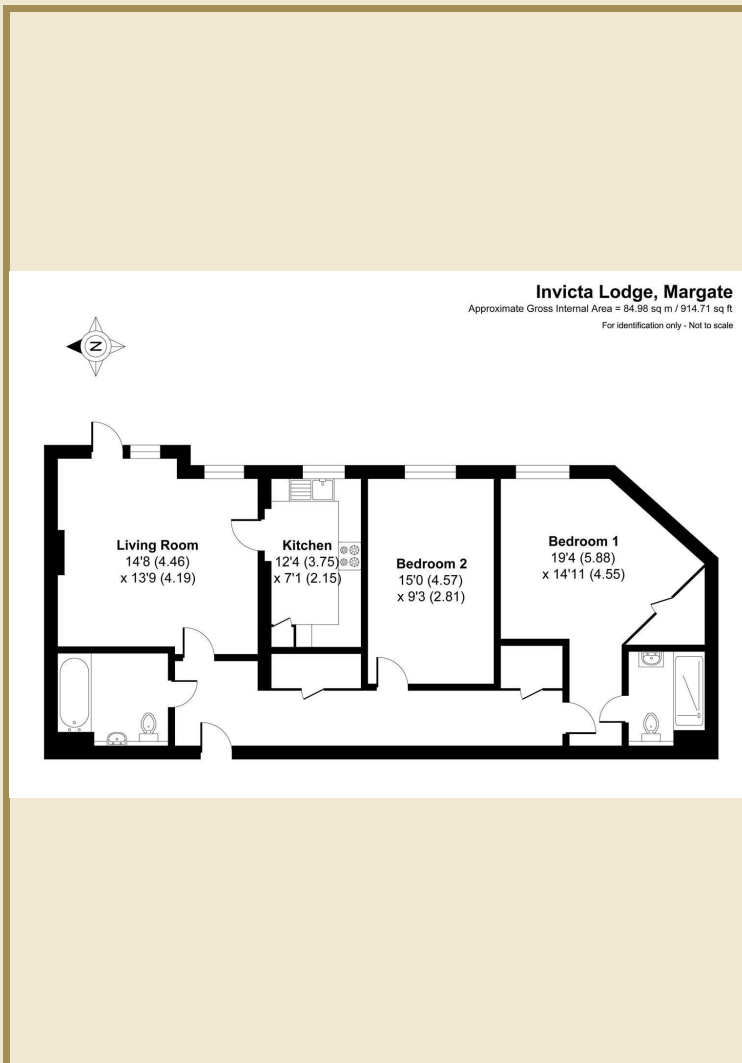 Invicta Lodge, Margate
Approximate Gross Internal Area = 84.98 sq m / 914.71 sq ft
For identification only - Not to scale
N
Living Room
14'8 (4.46)
x 13'9 (4.19)
Kitchen
12'4 (3.75)
x 7'1 (2.15)
Bedroom 2
15'0 (4.57)
x 9'3 (2.81)
Bedroom 1
19'4 (5.88)
x 14'11 (4.55)